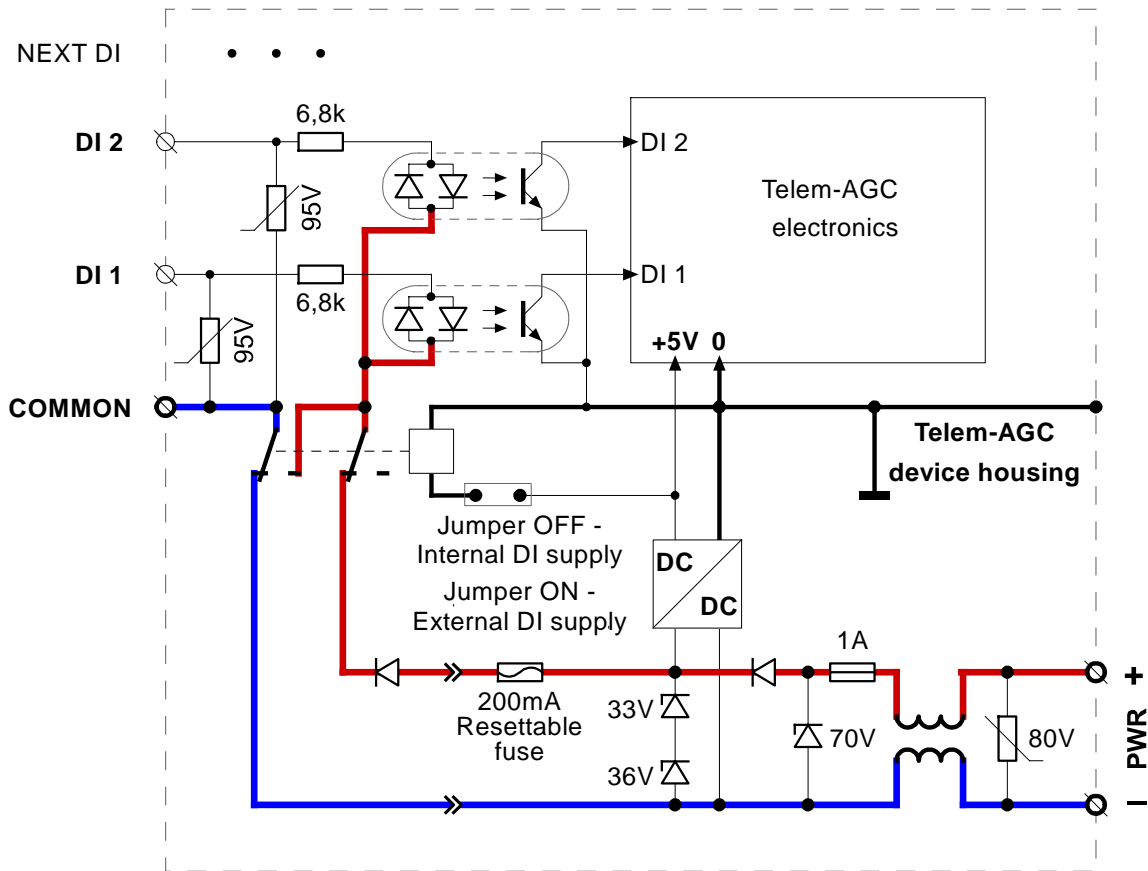 NEXT DI
6,8k
DI 2
DI 2
Telem-AGC
electronics
95V
DI 1
DI 1
6,8k
95V
+5V 0
COMMON
Telem-AGC
device housing
Jumper OFF -
Internal DI supply
Jumper ON -
External DI supply
DC
DC
1A
200mA
Resettable
fuse
33V
70V
80V
36V
+
PWR
–